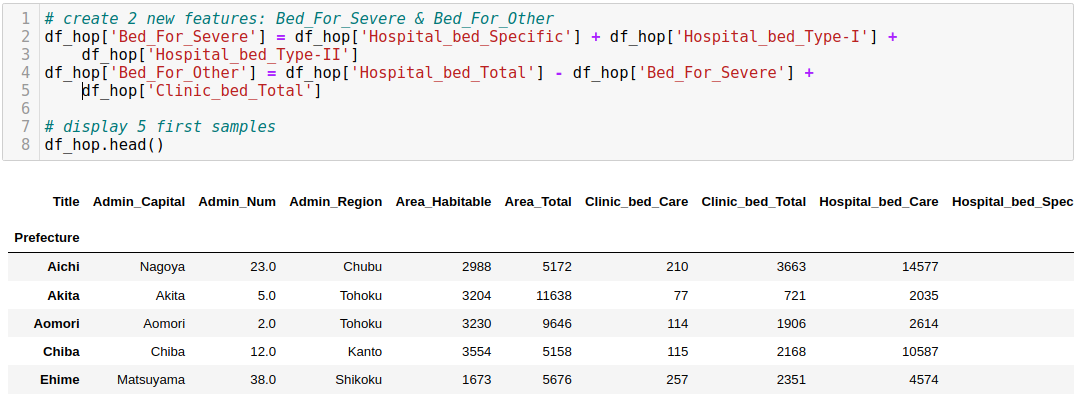 1 # create 2 new features: Bed_For_Severe & Bed_For_Other
2 df_hop['Bed_For_Severe'] = df_hop['Hospital_bed_Specific'] + df_hop['Hospital_bed_Type-I'] +
3     df_hop['Hospital_bed_Type-II']
4 df_hop['Bed_For_Other'] = df_hop['Hospital_bed_Total'] - df_hop['Bed_For_Severe'] +
5     df_hop['Clinic_bed_Total']
6
7 # display 5 first samples
8 df_hop.head()
Title Admin_Capital Admin_Num Admin_Region Area_Habitable Area_Total Clinic_bed_Care Clinic_bed_Total Hospital_bed_Care Hospital_bed_Spec
Prefecture
Aichi Nagoya 23.0 Chubu 2988 5172 210 3663 14577
Akita Akita 5.0 Tohoku 3204 11638 77 721 2035
Aomori Aomori 2.0 Tohoku 3230 9646 114 1906 2614
Chiba Chiba 12.0 Kanto 3554 5158 115 2168 10587
Ehime Matsuyama 38.0 Shikoku 1673 5676 257 2351 4574